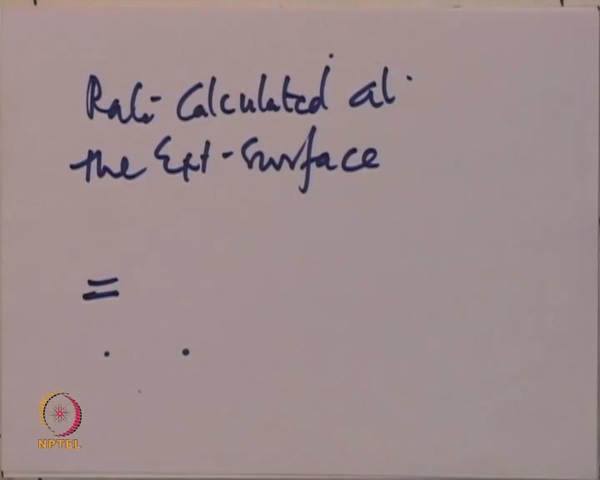 Rate Calculated at
the Ext-Surface
=
NPTEL